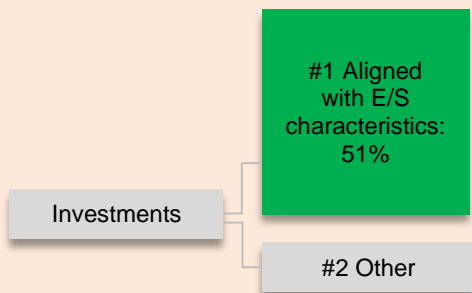 #1 Aligned
with E/S
characteristics:
51%
Investments
#2 Other